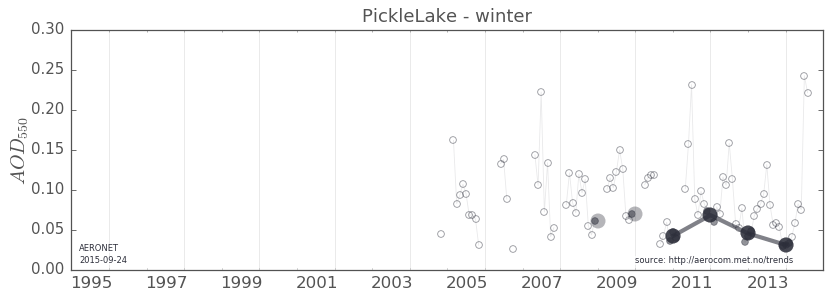 PickleLake - winter
0.30
0.25
0.20
0.15
0.10
0.05
0.00
AOD550
AERONET
2015-09-24
source: http://aerocom.met.no/trends
1995 1997 1999 2001 2003 2005 2007 2009 2011 2013